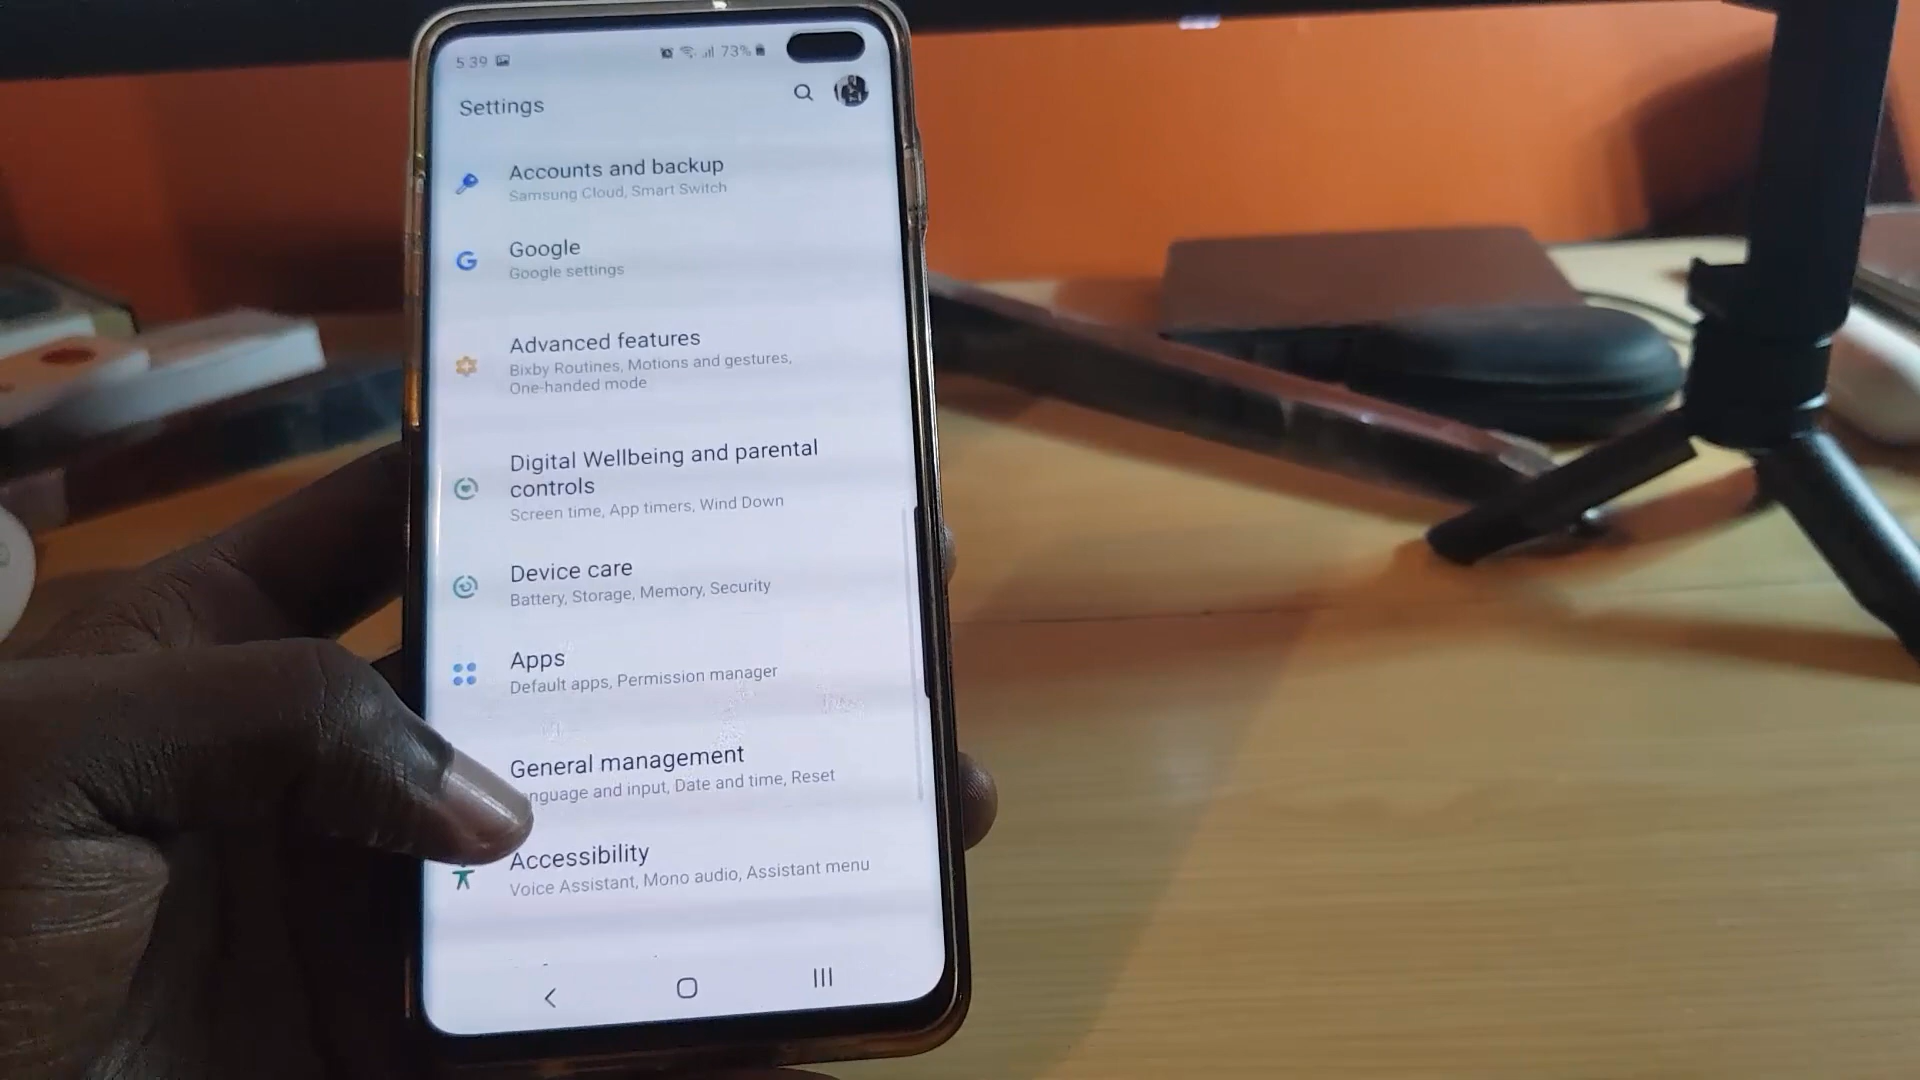 5 39
73%
Settings
Accounts and backup
Samsung Cloud, Smart Switch
Google
Google settings
Advanced features
Bixby Routines, Motions and gestures,
One-handed mode
Digital Wellbeing and parental
controls
Screen time, App timers, Wind Down
Device care
Battery, Storage, Memory, Security
Apps
Default apps, Permission manager
General management
and input, Date and time, Reset
Accessibility
Voice Assistant, Mono audio, Assistant menu